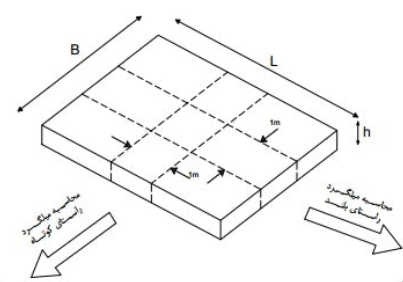 B
L
1m
h
1m
محاسبه میلگرد
راستای کوتاه
محاسبه میلگرد
راستای بلند